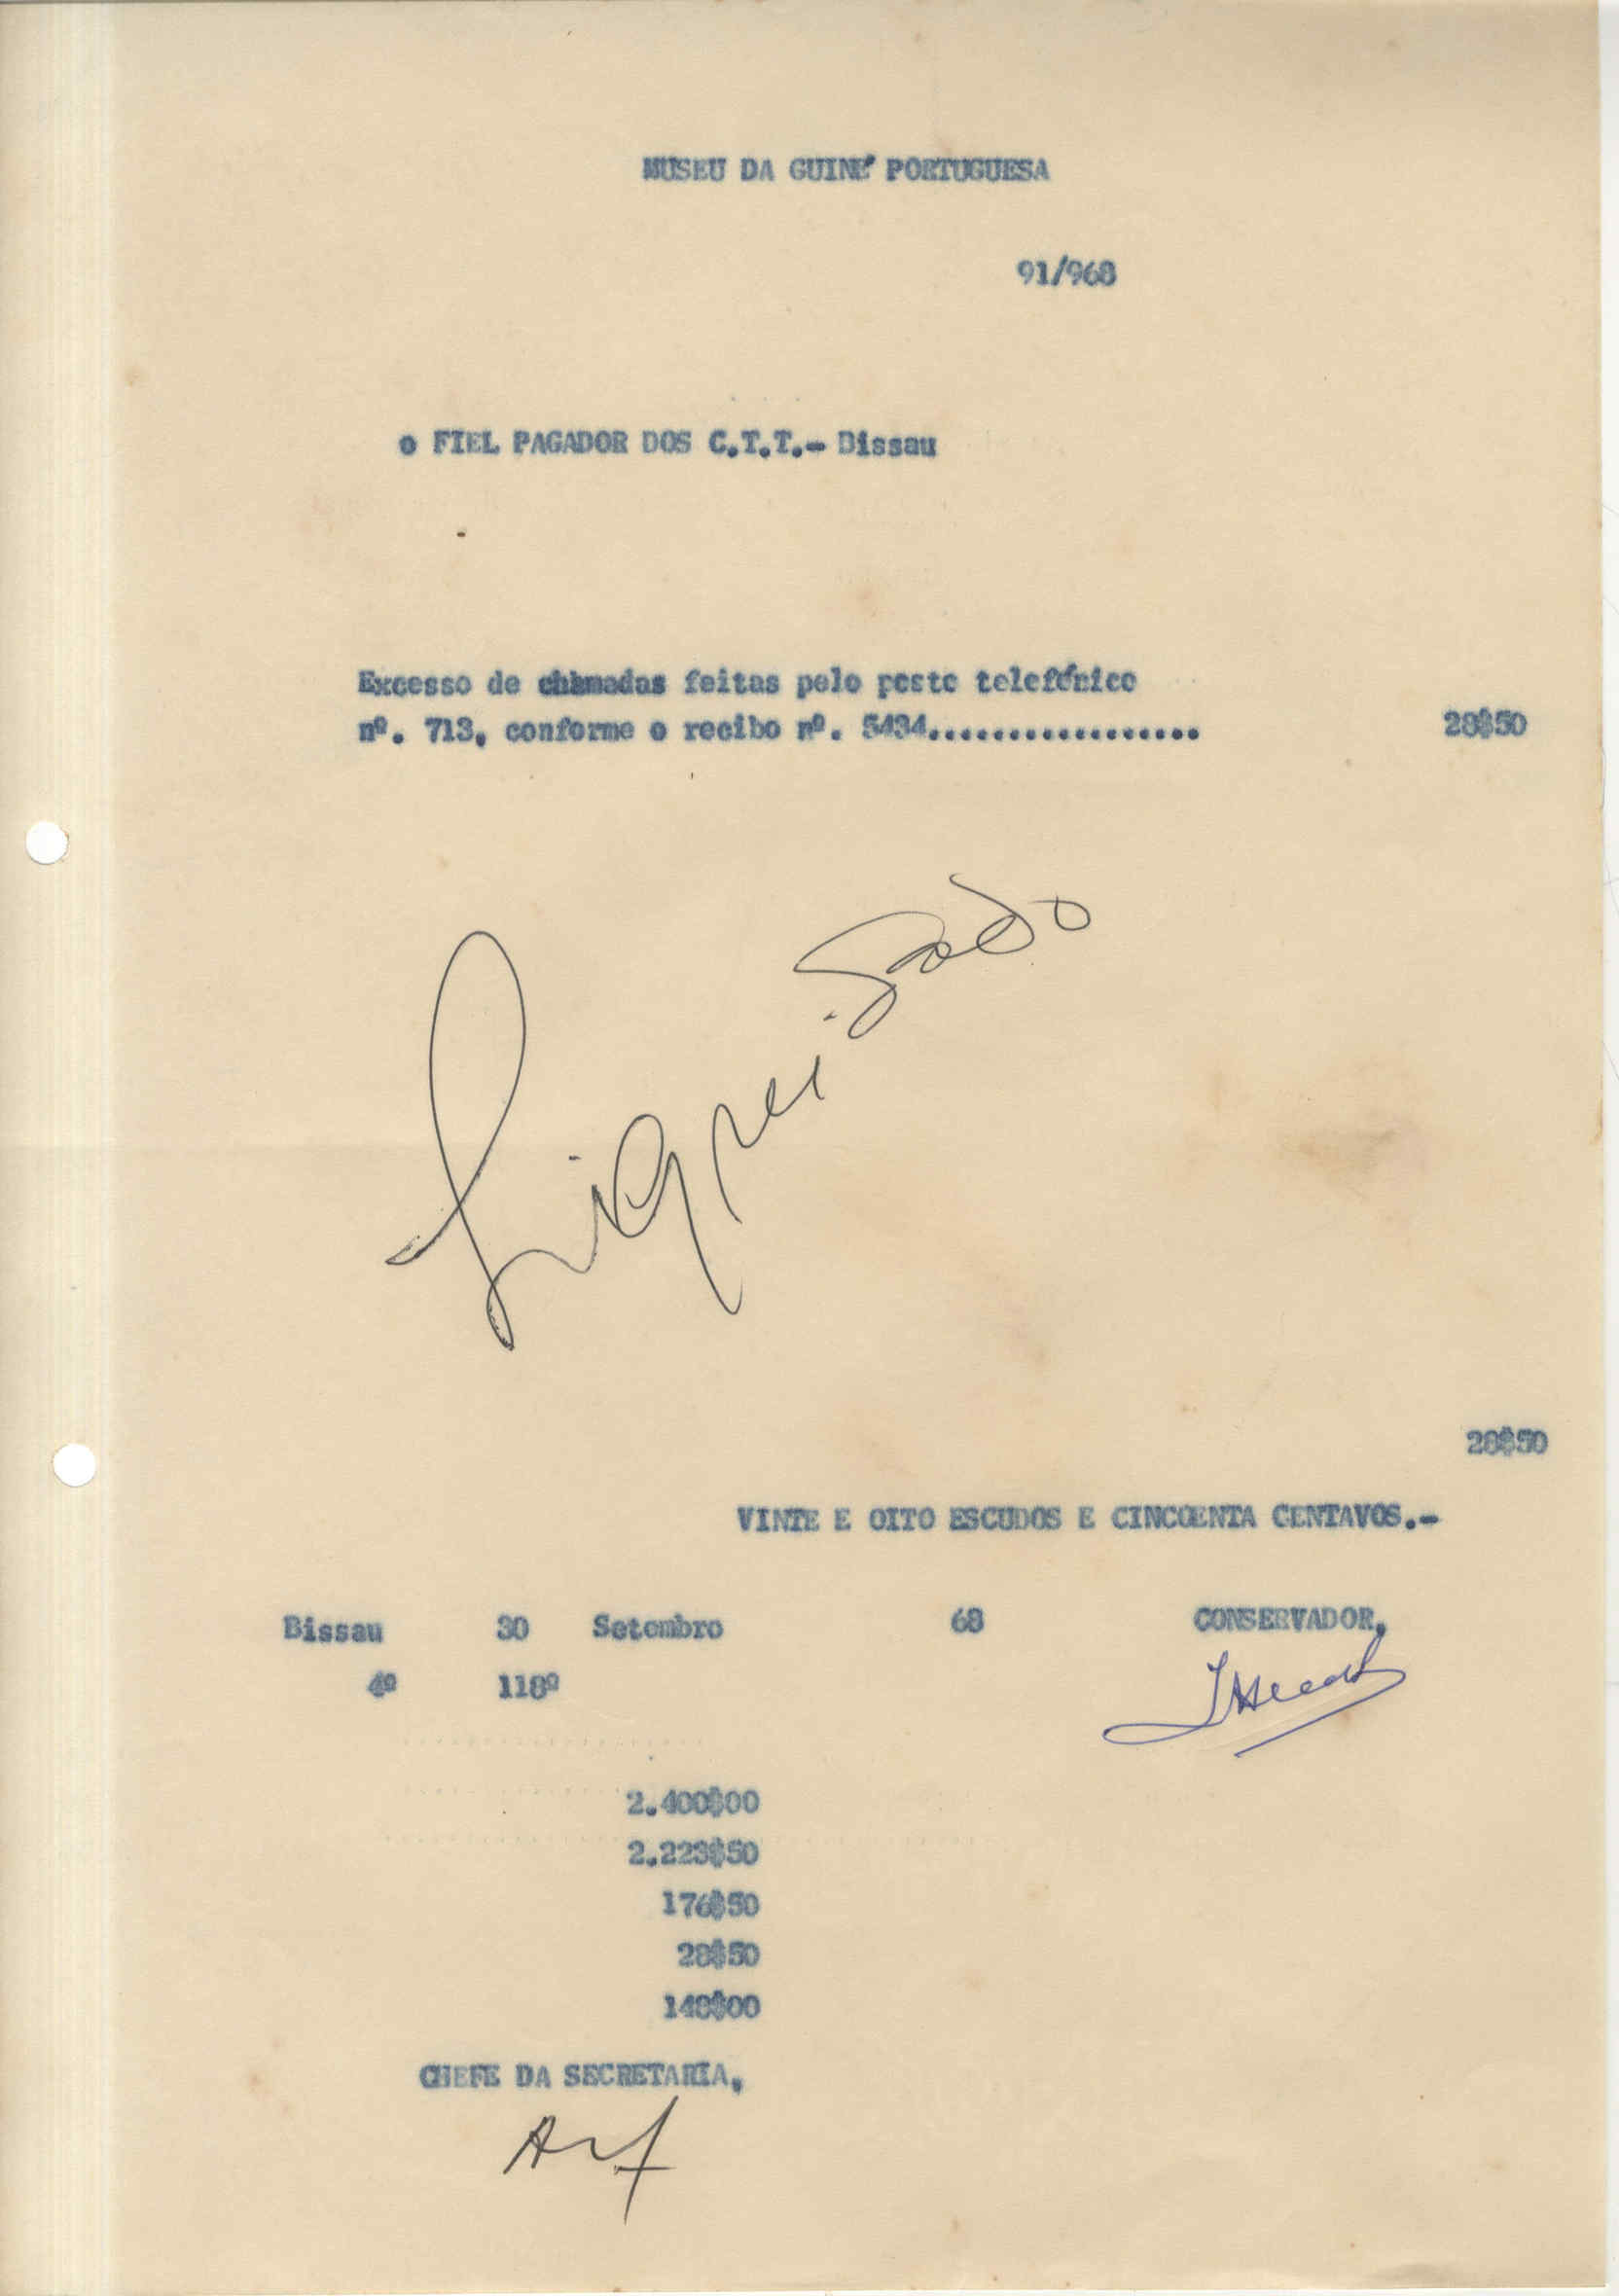 MUSEU DA GUINÉ PORTUGUESA
91/968
o FIEL PAGADOR DOS C.T.T.- Bissau
Excesso de chamadas feitas pelo posto telefónico
nº. 713, conforme o recibo nº. 5434................. 28$50
Liquidado
28$50
VINTE E OITO ESCUDOS E CINCOENTA CENTAVOS.-
Bissau 30 Setembro 68 CONSERVADOR,
4º 118º
2.400$00
2.223$50
176$50
28$50
148$00
CHEFE DA SECRETARIA,